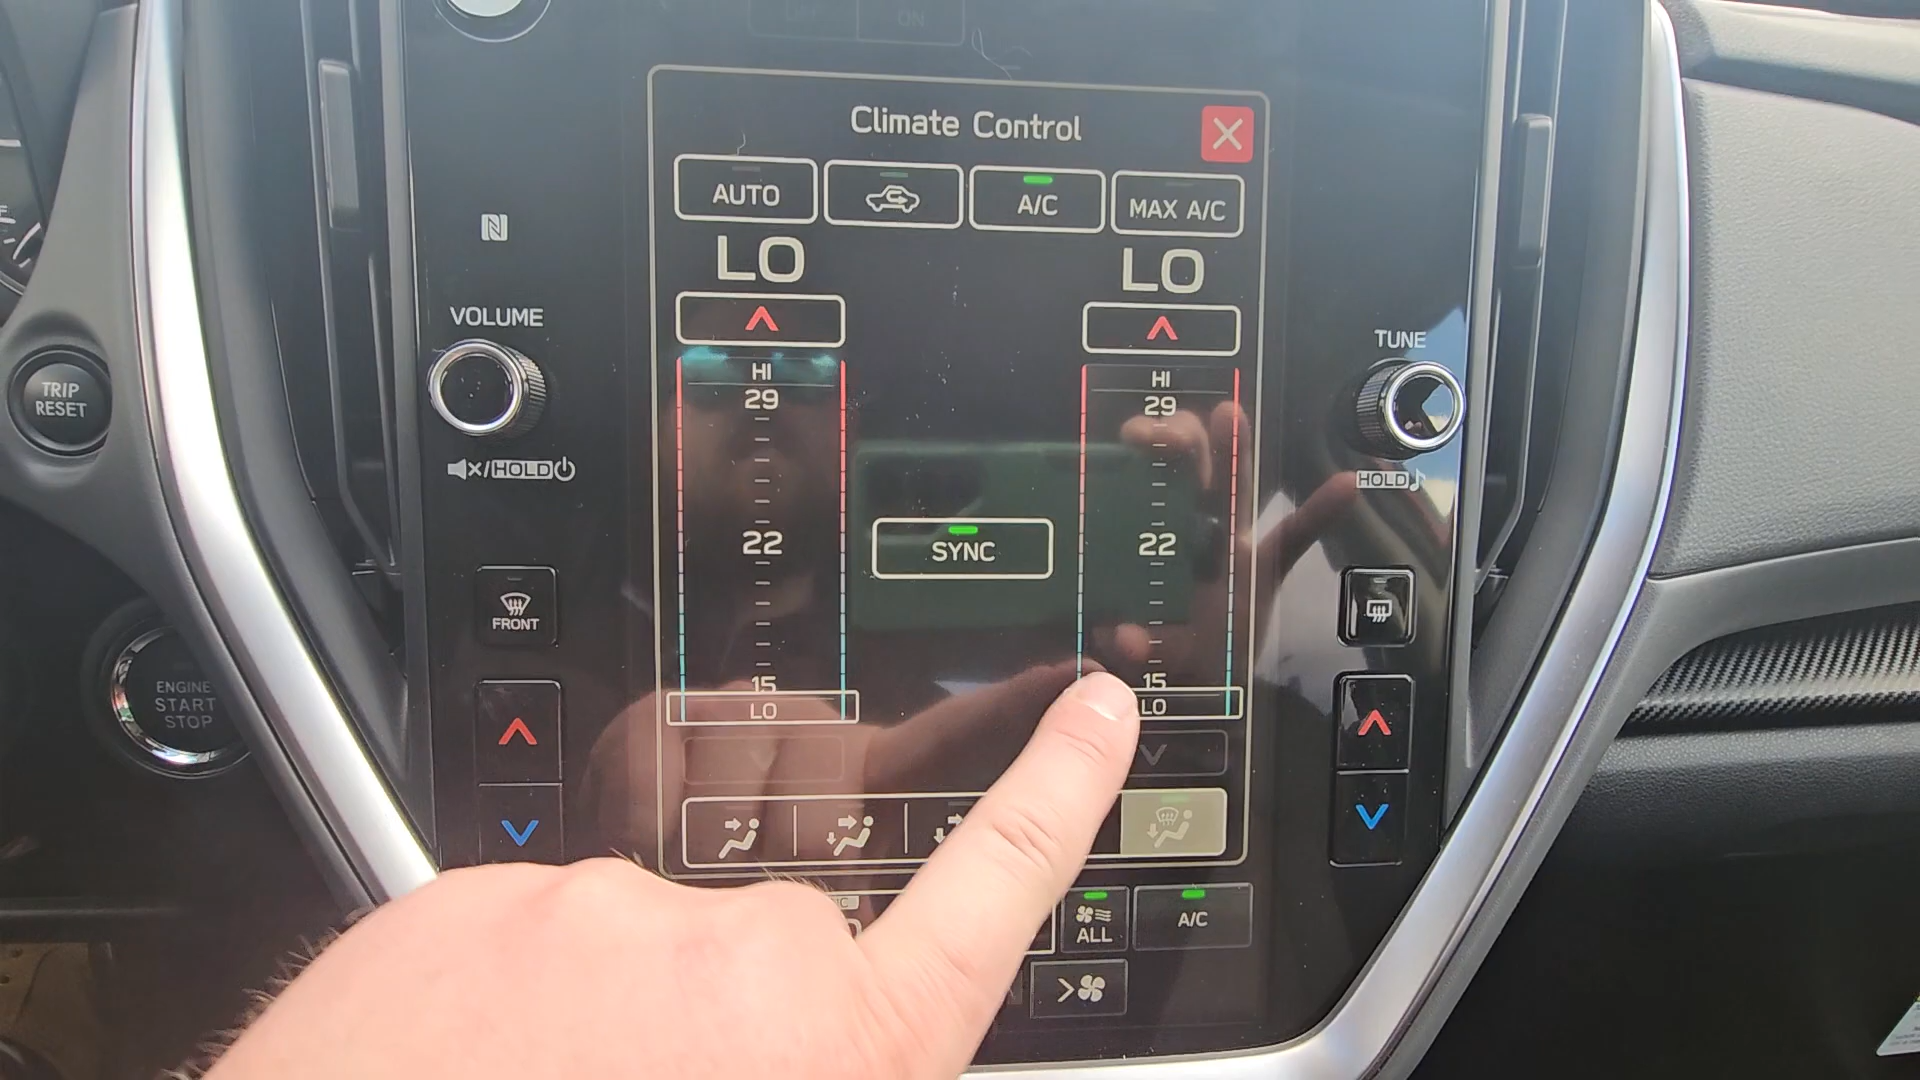 ON
Climate Control
AUTO
A/C
MAX A/C
LO
LO
VOLUME
TUNE
TRIP
RESET
HI
29
22
15
LO
HI
29
22
15
LO
HOLD
HOLD
SYNC
FRONT
ENGINE
START
STOP
ALL
A/C